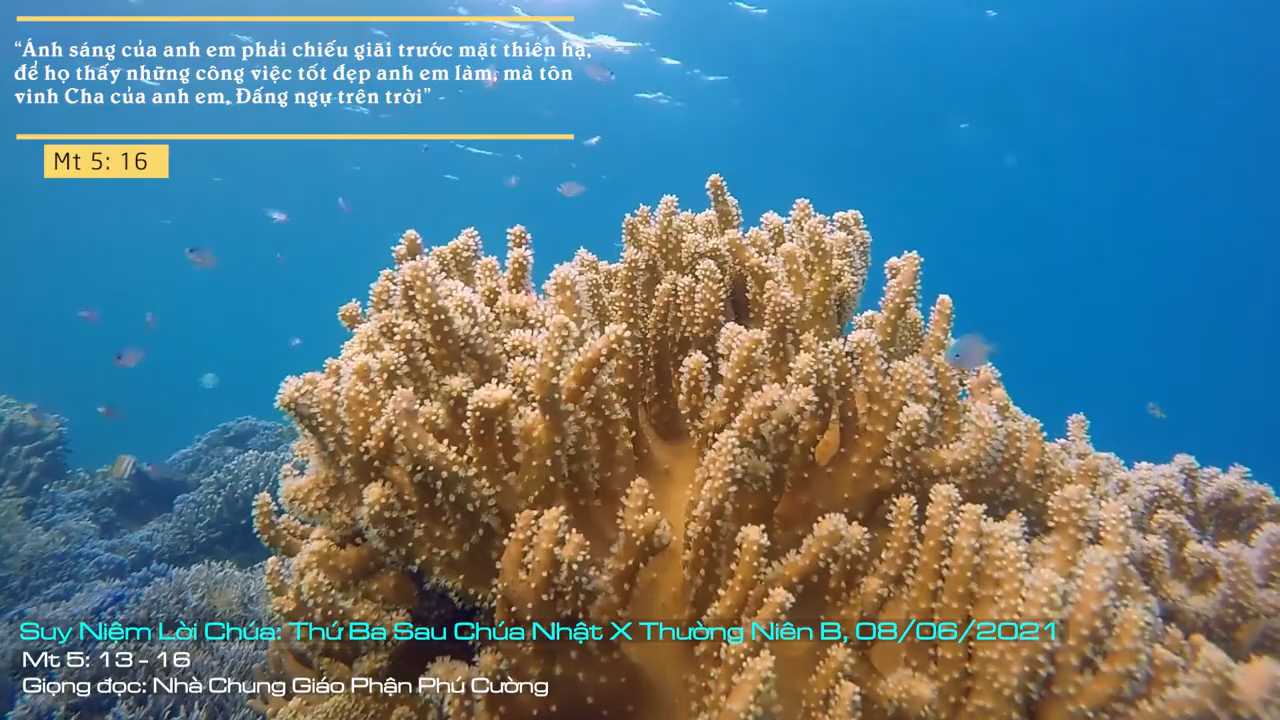 “Ánh sáng của anh em phải chiếu giãi trước mặt thiên hạ,
để họ thấy những công việc tốt đẹp anh em làm, mà tôn
vinh Cha của anh em, Đấng ngự trên trời”
Mt 5: 16
Suy Niệm Lời Chúa: Thứ Ba Sau Chúa Nhật X Thường Niên B, 08/06/2021
Mt 5: 13 - 16
Giọng đọc: Nhà Chung Giáo Phận Phú Cường